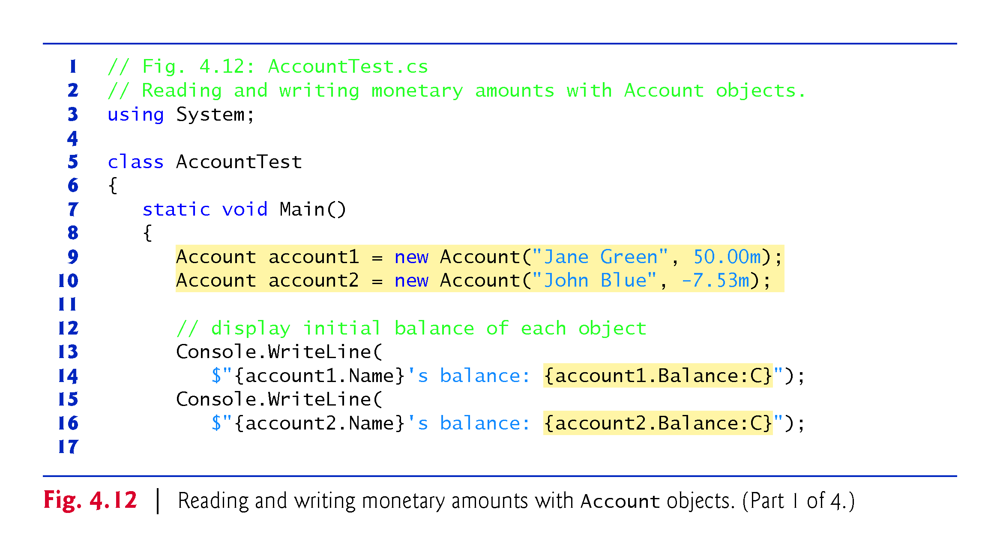 1 // Fig. 4.12: AccountTest.cs
2 // Reading and writing monetary amounts with Account objects.
3 using System;
4
5 class AccountTest
6 {
7    static void Main()
8    {
9       Account account1 = new Account("Jane Green", 50.00m);
10       Account account2 = new Account("John Blue", -7.53m);
11
12       // display initial balance of each object
13       Console.WriteLine(
14          $"{account1.Name}'s balance: {account1.Balance:C}");
15       Console.WriteLine(
16          $"{account2.Name}'s balance: {account2.Balance:C}");
17
Fig. 4.12 | Reading and writing monetary amounts with Account objects. (Part 1 of 4.)